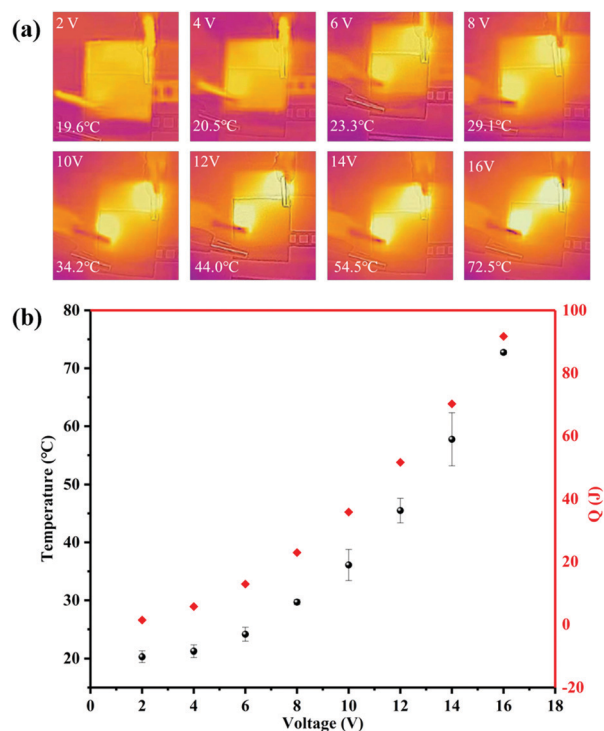 (a)
2 V
4 V
6 V
8 V
19.6°C
20.5°C
23.3°C
29.1°C
10V
12V
14V
16V
34.2°C
44.0°C
54.5°C
72.5°C
(b)
80
70
60
50
40
30
20
Temperature (°C)
100
80
60
40
20
0
-20
Q (J)
0 2 4 6 8 10 12 14 16 18
Voltage (V)